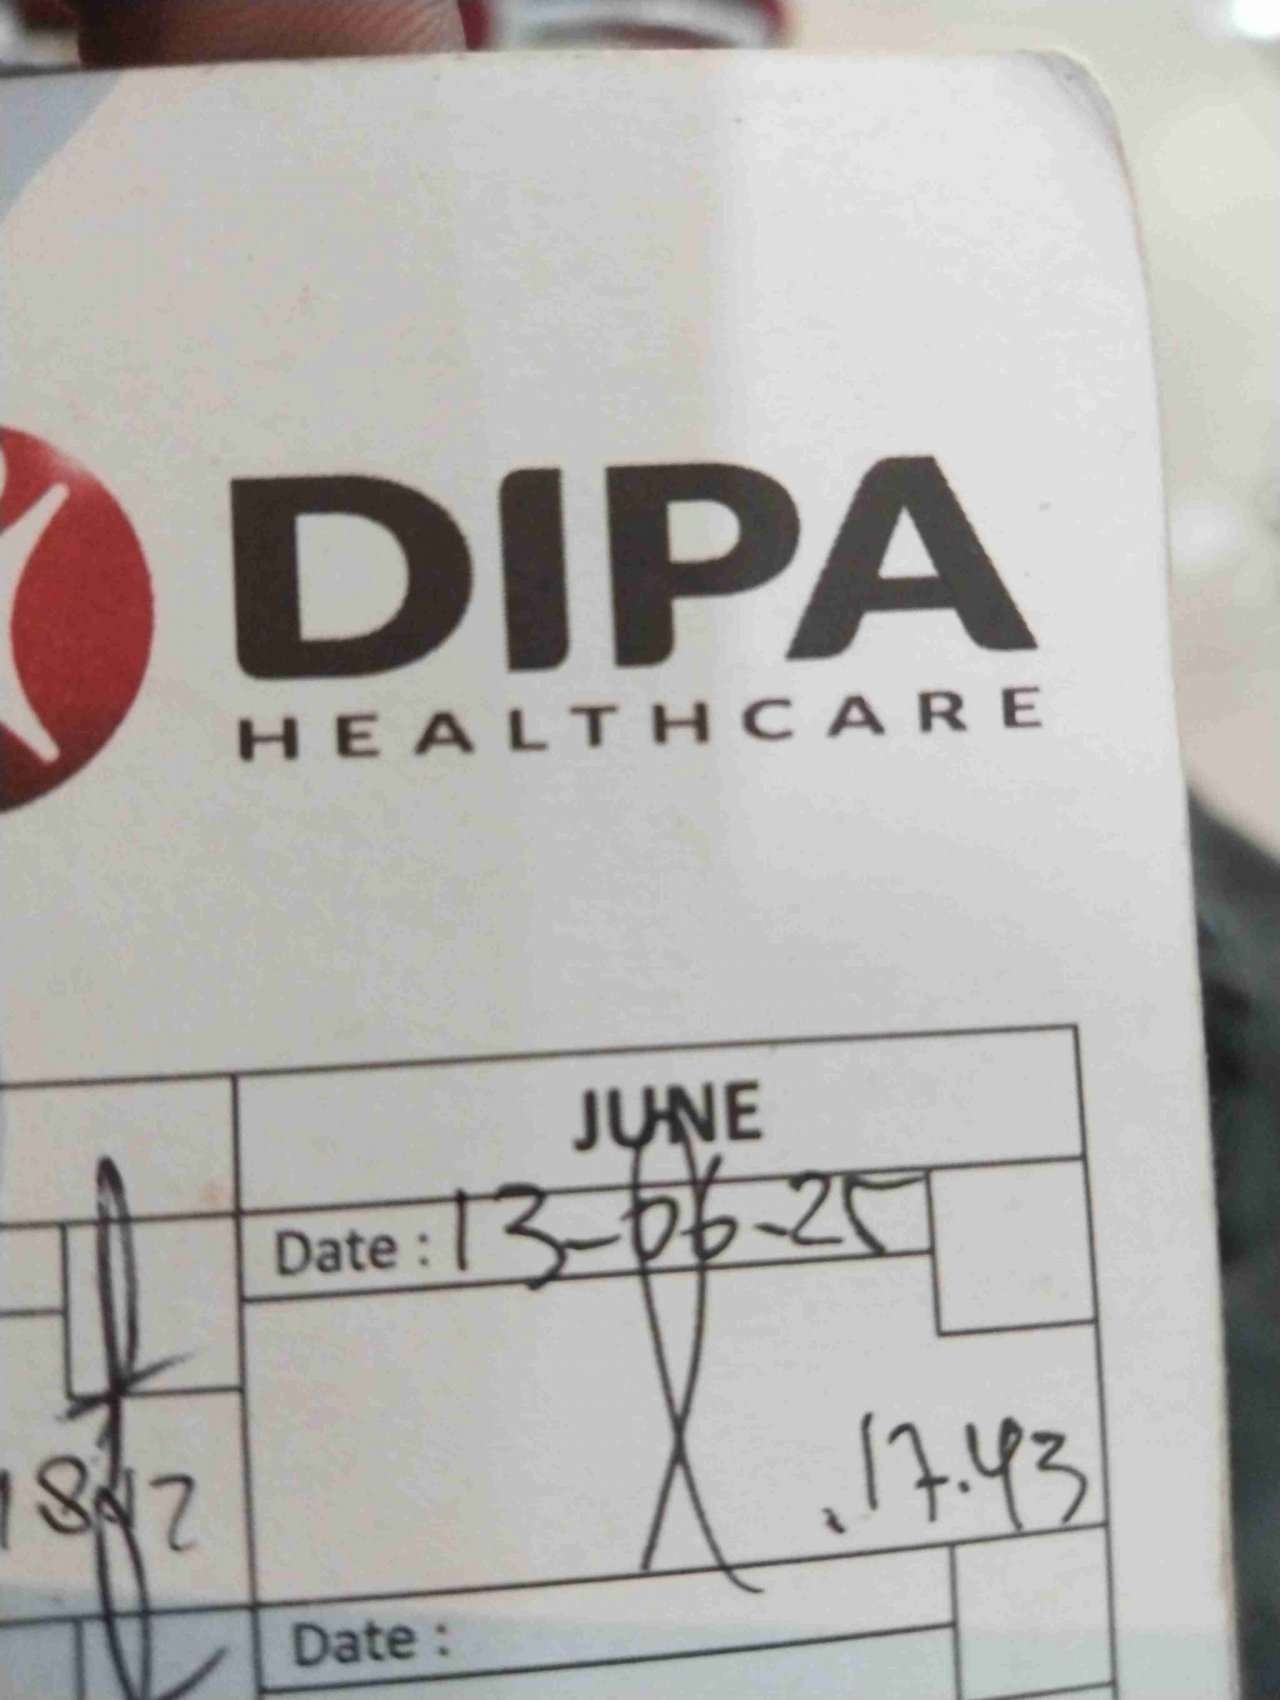 DIPA
HEALTHCARE
JUNE
Date : 13-06-25
17.43
Date :